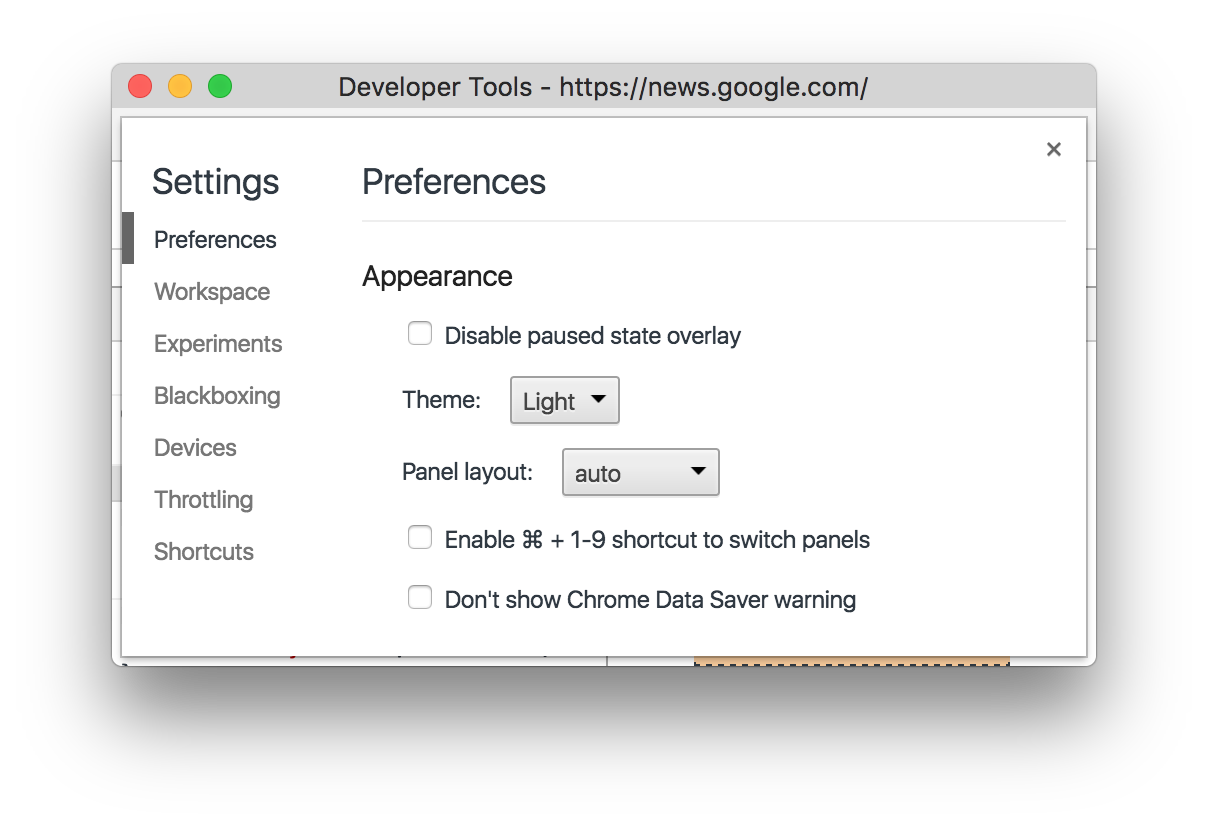 Developer Tools - https://news.google.com/
×
Settings
Preferences
Workspace
Experiments
Blackboxing
Devices
Throttling
Shortcuts
Preferences
Appearance
Disable paused state overlay
Theme: Light
Panel layout: auto
Enable ⌘ + 1-9 shortcut to switch panels
Don't show Chrome Data Saver warning